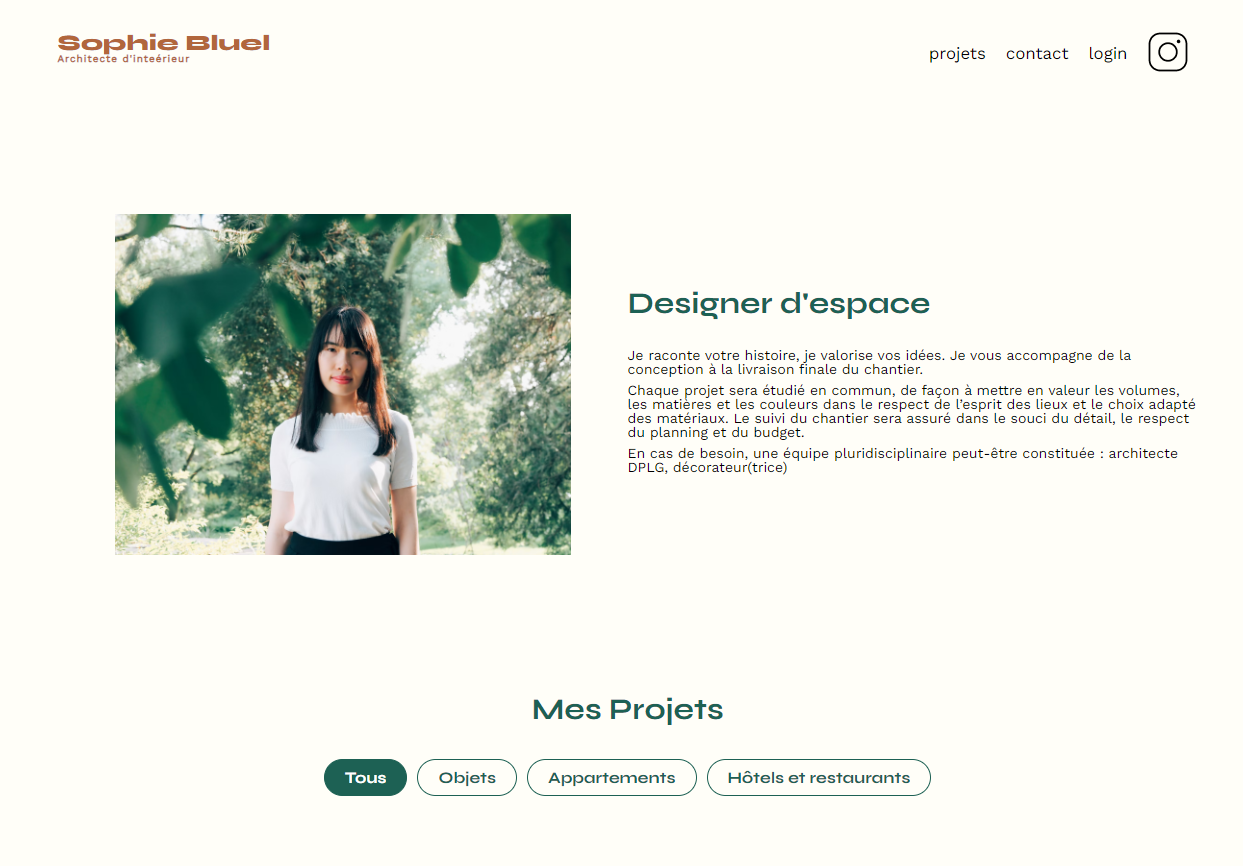 Sophie Bluel
Architecte d'inteérieur
projets contact login
Designer d'espace
Je raconte votre histoire, je valorise vos idées. Je vous accompagne de la
conception à la livraison finale du chantier.
Chaque projet sera étudié en commun, de façon à mettre en valeur les volumes,
les matières et les couleurs dans le respect de l’esprit des lieux et le choix adapté
des matériaux. Le suivi du chantier sera assuré dans le souci du détail, le respect
du planning et du budget.
En cas de besoin, une équipe pluridisciplinaire peut-être constituée : architecte
DPLG, décorateur(trice)
Mes Projets
Tous Objets Appartements Hôtels et restaurants